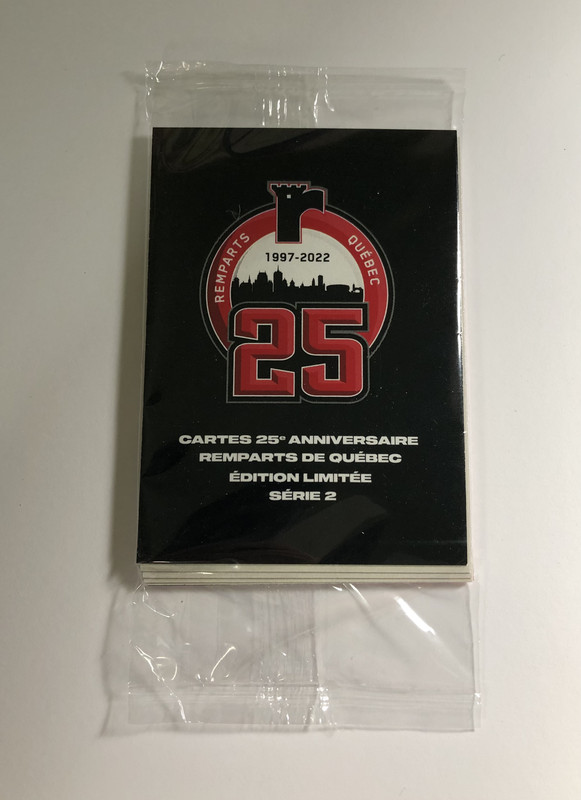 REMPARTS QUÉBEC
1997-2022
25
CARTES 25e ANNIVERSAIRE
REMPARTS DE QUÉBEC
ÉDITION LIMITÉE
SÉRIE 2